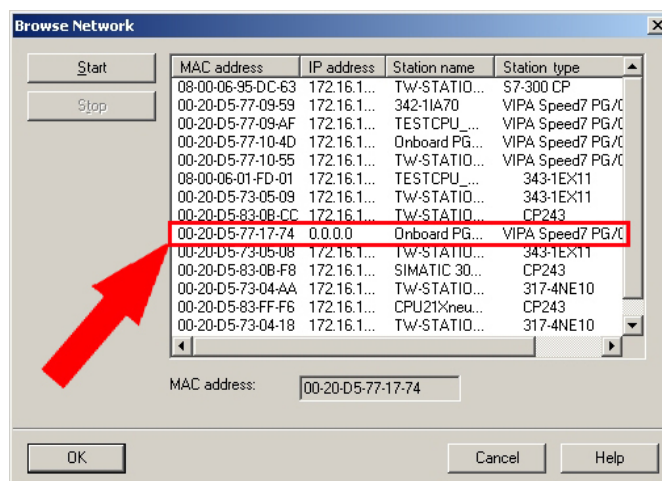 Browse Network
Start
Stop
MAC address IP address Station name Station type
08-00-06-95-DC-63 172.16.1... TW-STATIO... S7-300 CP
00-20-D5-77-09-59 172.16.1... 342-1IA70 VIPA Speed7 PG/
00-20-D5-77-09-AF 172.16.1... TESTCPU_... VIPA Speed7 PG/
00-20-D5-77-10-4D 172.16.1... Onboard PG... VIPA Speed7 PG/
00-20-D5-77-10-55 172.16.1... TW-STATIO... VIPA Speed7 PG/
08-00-06-01-FD-01 172.16.1... TESTCPU_... 343-1EX11
00-20-D5-73-05-09 172.16.1... TW-STATIO... 343-1EX11
00-20-D5-83-0B-CC 172.16.1... TW-STATIO... CP243
00-20-D5-77-17-74 0.0.0.0 Onboard PG... VIPA Speed7 PG/
00-20-D5-73-05-08 172.16.1... TW-STATIO... 343-1EX11
00-20-D5-83-0B-F8 172.16.1... SIMATIC 30... CP243
00-20-D5-73-04-AA 172.16.1... TW-STATIO... 317-4NE10
00-20-D5-83-FF-F6 172.16.1... CPU21Xneu... CP243
00-20-D5-73-04-18 172.16.1... TW-STATIO... 317-4NE10
MAC address: 00-20-D5-77-17-74
OK Cancel Help